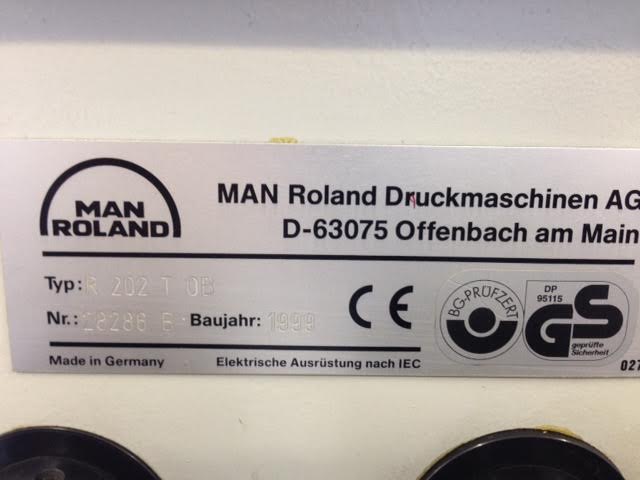 MAN
ROLAND
MAN Roland Druckmaschinen AG
D-63075 Offenbach am Main
Typ: R 202 T OB
Nr.: 28286 B Baujahr: 1999
CE
BG-PRÜFZERT
DP
95115
GS
geprüfte
Sicherheit
Made in Germany
Elektrische Ausrüstung nach IEC
027